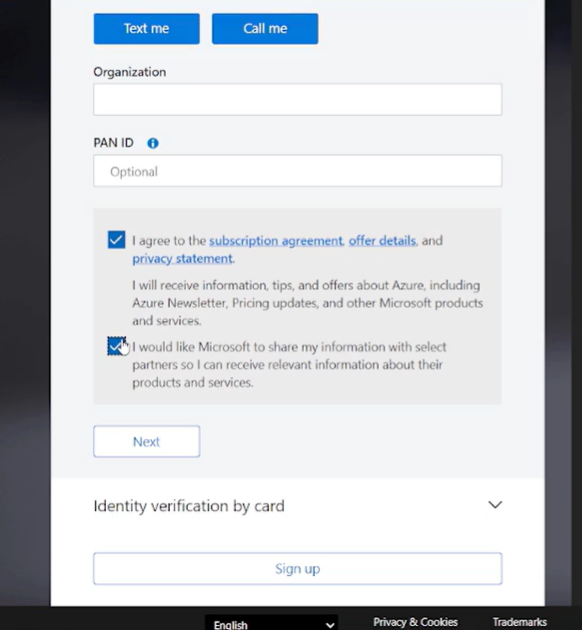 Text me
Call me
Organization
PAN ID
Optional
I agree to the subscription agreement, offer details, and
privacy statement.
I will receive information, tips, and offers about Azure, including
Azure Newsletter, Pricing updates, and other Microsoft products
and services.
I would like Microsoft to share my information with select
partners so I can receive relevant information about their
products and services.
Next
Identity verification by card
Sign up
English
Privacy & Cookies
Trademarks